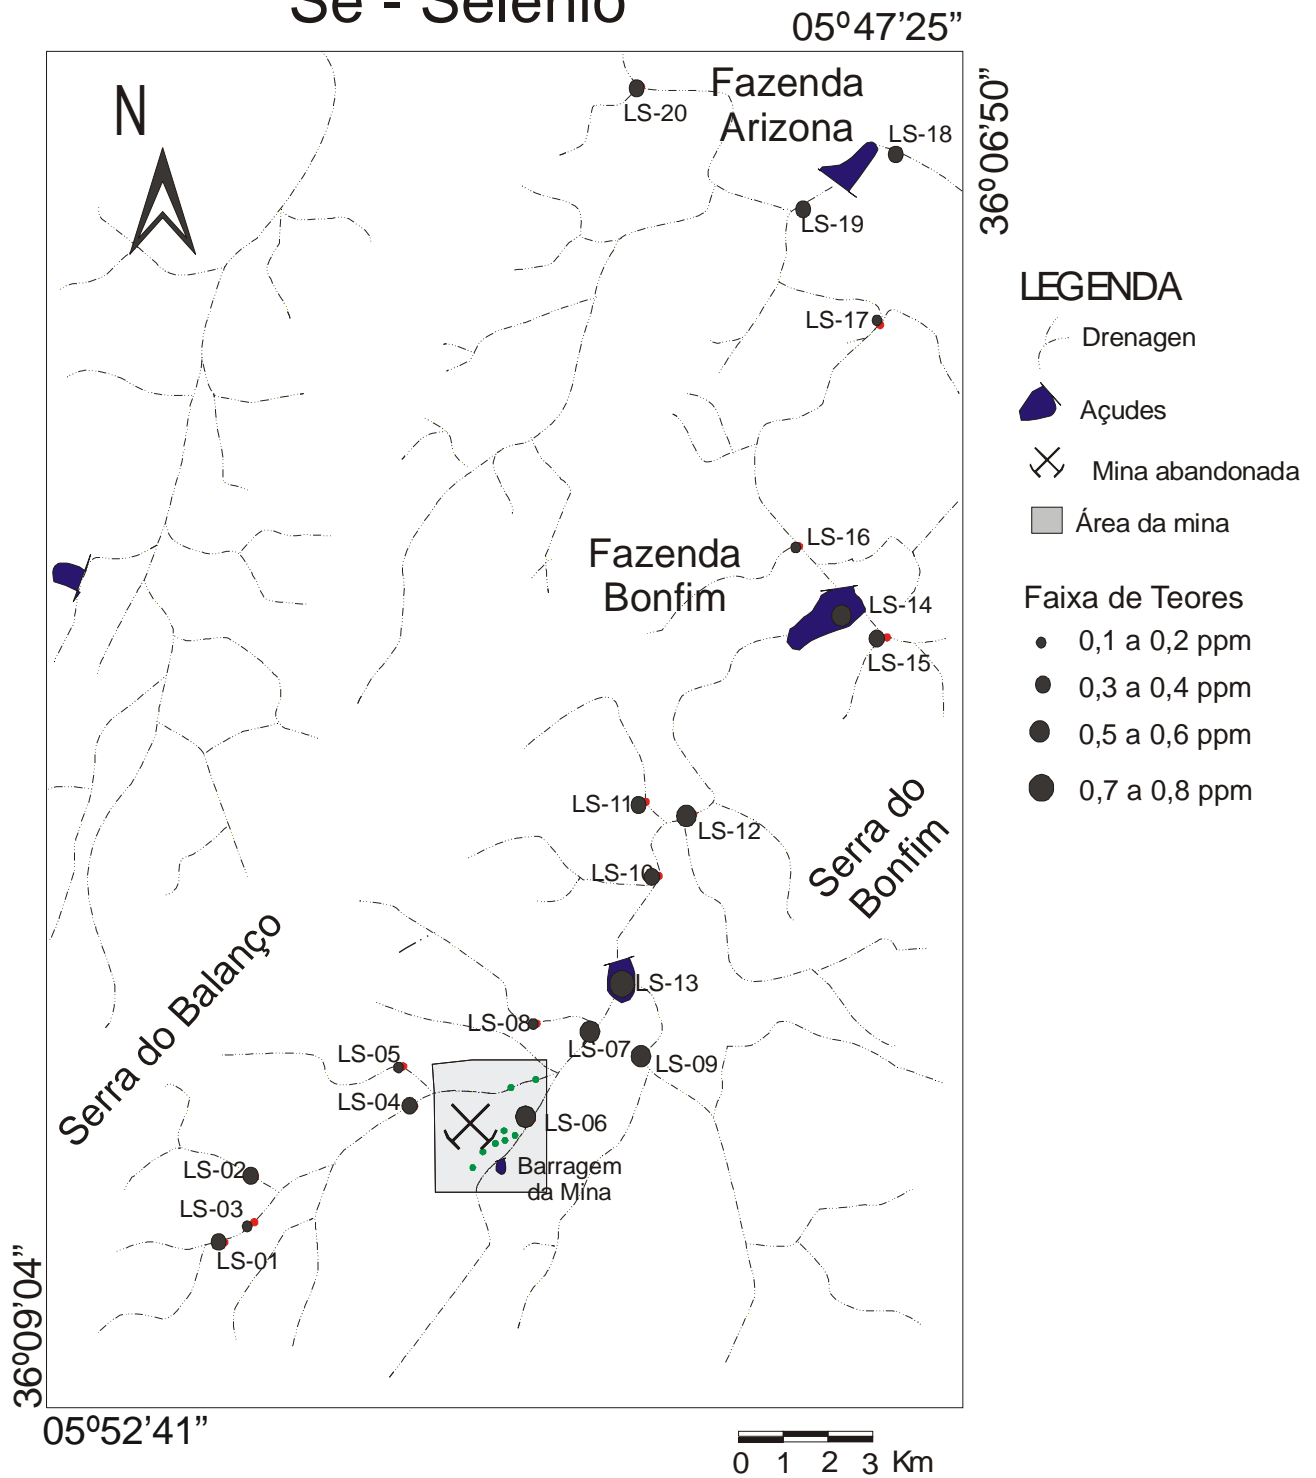 Se - Selênio
05º47'25”
36º06'50”
N
Fazenda
Arizona
LS-20
LS-18
LS-19
LS-17
LS-16
Fazenda
Bonfim
LS-14
LS-15
LS-11
LS-12
LS-10
Serra do
Bonfim
Serra do Balanço
LS-13
LS-08
LS-07
LS-09
LS-05
LS-04
LS-06
Barragem
da Mina
LS-02
LS-03
LS-01
36º09'04”
05º52'41”
0 1 2 3 Km
LEGENDA
Drenagen
Açudes
Mina abandonada
Área da mina
Faixa de Teores
0,1 a 0,2 ppm
0,3 a 0,4 ppm
0,5 a 0,6 ppm
0,7 a 0,8 ppm